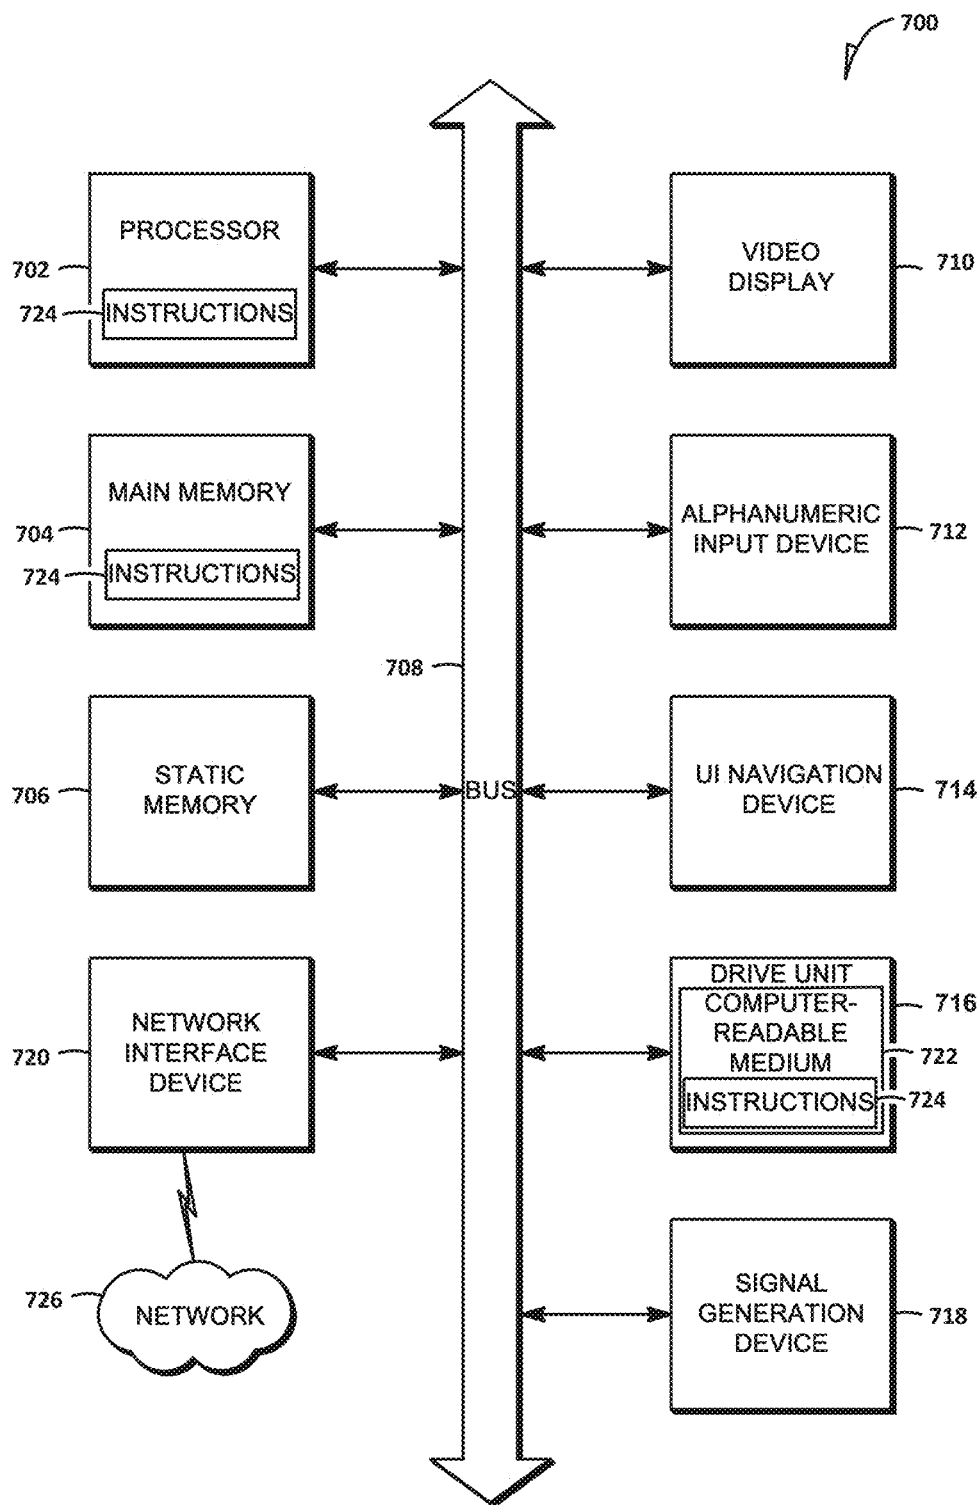 700
PROCESSOR
702
724
INSTRUCTIONS
VIDEO
DISPLAY
710
MAIN MEMORY
704
724
INSTRUCTIONS
ALPHANUMERIC
INPUT DEVICE
712
708
STATIC
MEMORY
706
BUS
UI NAVIGATION
DEVICE
714
NETWORK
INTERFACE
DEVICE
720
DRIVE UNIT
716
COMPUTER-
READABLE
MEDIUM
722
INSTRUCTIONS
724
726
NETWORK
SIGNAL
GENERATION
DEVICE
718